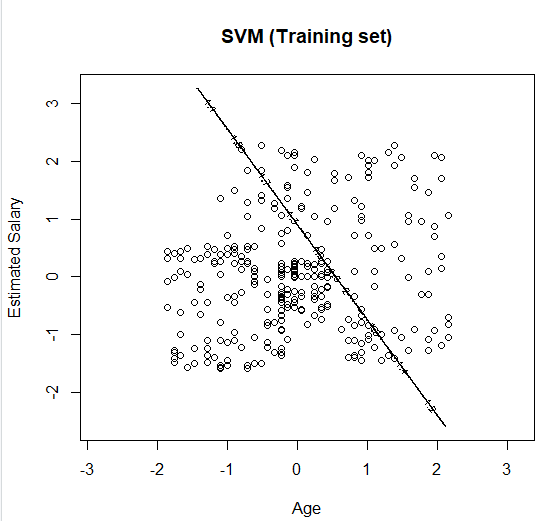 SVM (Training set)
3
2
1
0
-1
-2
Estimated Salary
-3 -2 -1 0 1 2 3
Age